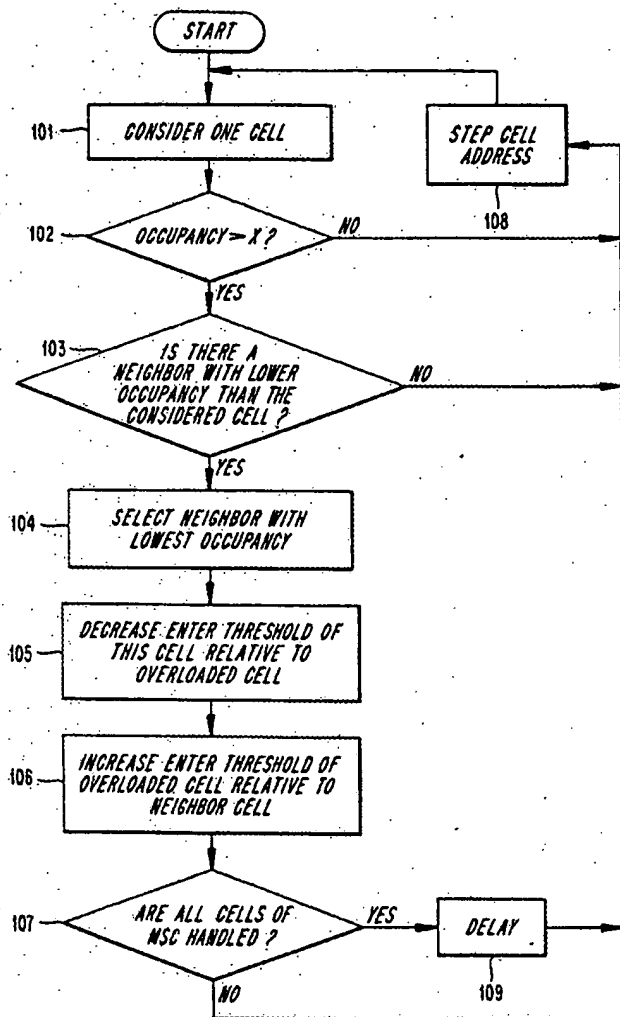 START
101
CONSIDER ONE CELL
STEP CELL
ADDRESS
108
102
OCCUPANCY ≥ X ?
NO
YES
103
IS THERE A
NEIGHBOR WITH LOWER
OCCUPANCY THAN THE
CONSIDERED CELL ?
NO
YES
104
SELECT NEIGHBOR WITH
LOWEST OCCUPANCY
105
DECREASE ENTER THRESHOLD OF
THIS CELL RELATIVE TO
OVERLOADED CELL
106
INCREASE ENTER THRESHOLD OF
OVERLOADED CELL RELATIVE TO
NEIGHBOR CELL
107
ARE ALL CELLS OF
MSC HANDLED ?
YES
DELAY
109
NO